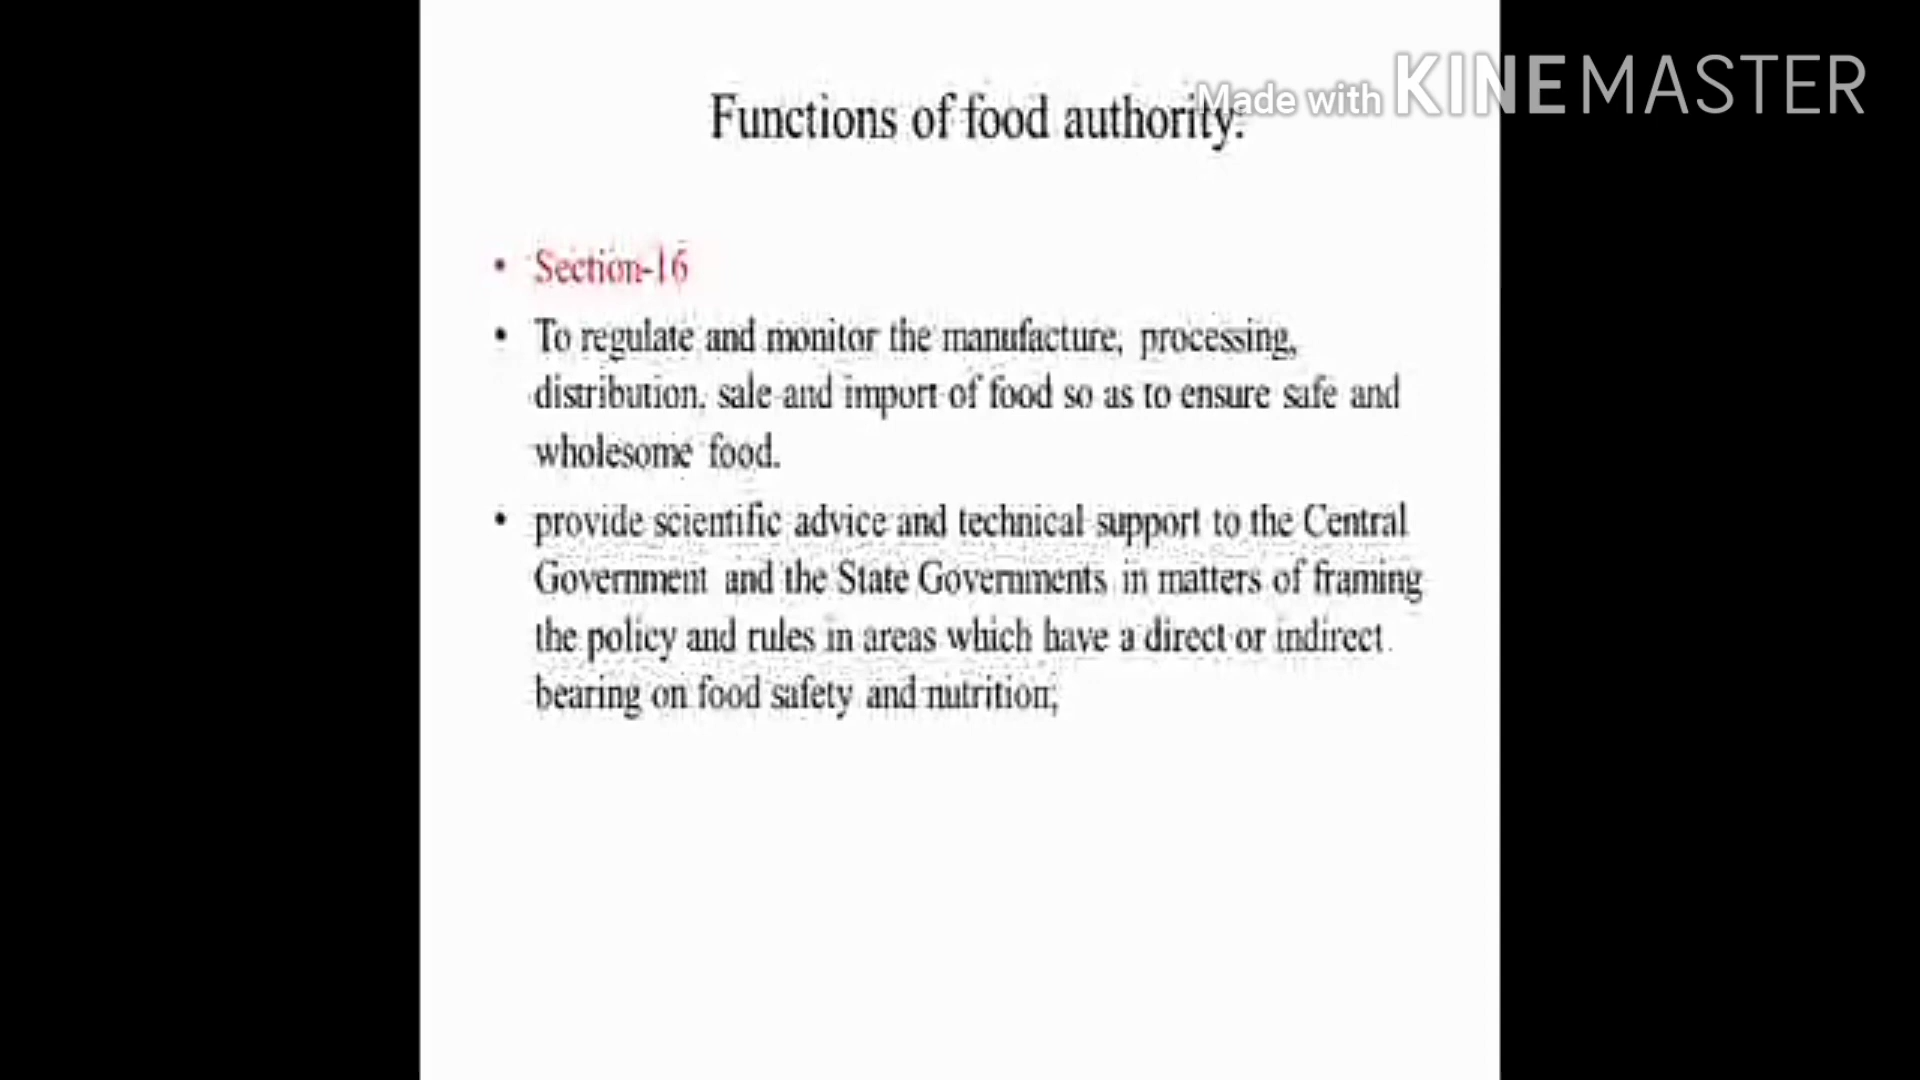 Made with KINEMASTER
Functions of food authority:
• Section-16
• To regulate and monitor the manufacture, processing,
distribution, sale and import of food so as to ensure safe and
wholesome food.
• provide scientific advice and technical support to the Central
Government and the State Governments in matters of framing
the policy and rules in areas which have a direct or indirect
bearing on food safety and nutrition;